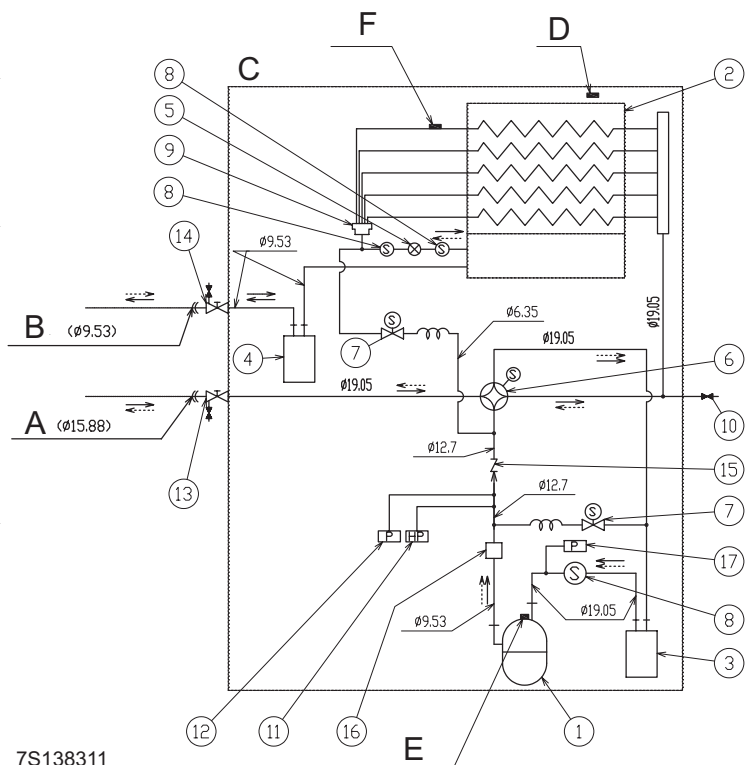 F
D
C
8
2
5
9
8
14
ø9.53
B (ø9.53)
4
7
S
S
S
ø6.35
ø19.05
ø19.05
6
S
A (ø15.88)
ø19.05
10
13
ø12.7
15
ø12.7
S
7
P
HP
P
17
S
8
ø9.53
ø19.05
3
12
11
16
1
E
7S138311